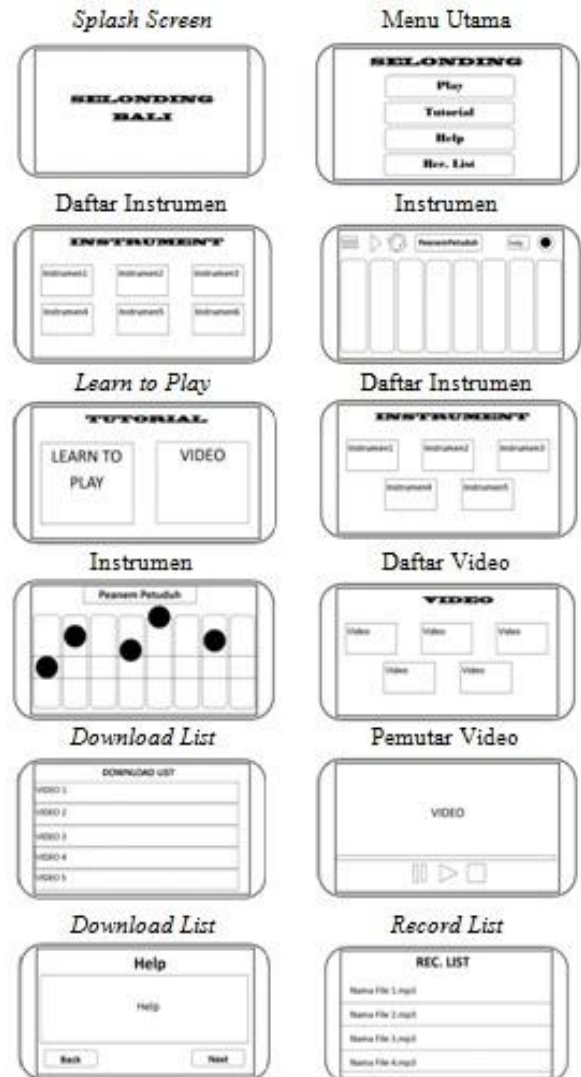 Splash Screen
SELONDING
BALI
Menu Utama
SELONDING
Play
Tutorial
Help
Rec. List
Daftar Instrumen
INSTRUMENT
Instrumen1 Instrumen2 Instrumen3
Instrumen4 Instrumen5 Instrumen6
Instrumen
PeanemPetuduh
Learn to Play
TUTORIAL
LEARN TO
PLAY
VIDEO
Daftar Instrumen
INSTRUMENT
Instrumen1 Instrumen2 Instrumen3
Instrumen4 Instrumen5
Instrumen
Peanem Petuduh
Daftar Video
VIDEO
Video Video Video
Video Video
Download List
DOWNLOAD LIST
VIDEO 1
VIDEO 2
VIDEO 3
VIDEO 4
VIDEO 5
Pemutar Video
VIDEO
Download List
Help
Help
Back Next
Record List
REC. LIST
Nama File 1.mp3
Nama File 2.mp3
Nama File 3.mp3
Nama File 4.mp3